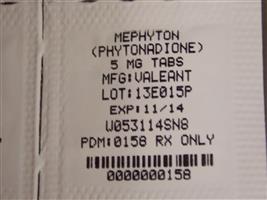 MEPHYTON
(PHYTONADIONE)
5 MG TABS
MFG:VALEANT
LOT:13E015P
EXP:11/14
W053114SN8
PDM:0158 RX ONLY
0000000158